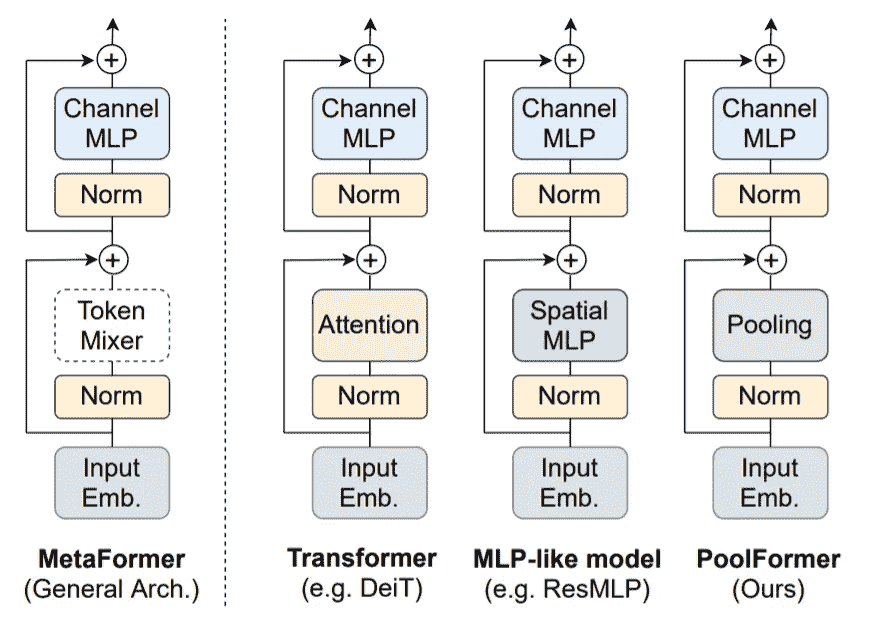 +
Channel
MLP
Norm
+
Token
Mixer
Norm
Input
Emb.
MetaFormer
(General Arch.)
+
Channel
MLP
Norm
+
Attention
Norm
Input
Emb.
Transformer
(e.g. DeiT)
+
Channel
MLP
Norm
+
Spatial
MLP
Norm
Input
Emb.
MLP-like model
(e.g. ResMLP)
+
Channel
MLP
Norm
+
Pooling
Norm
Input
Emb.
PoolFormer
(Ours)